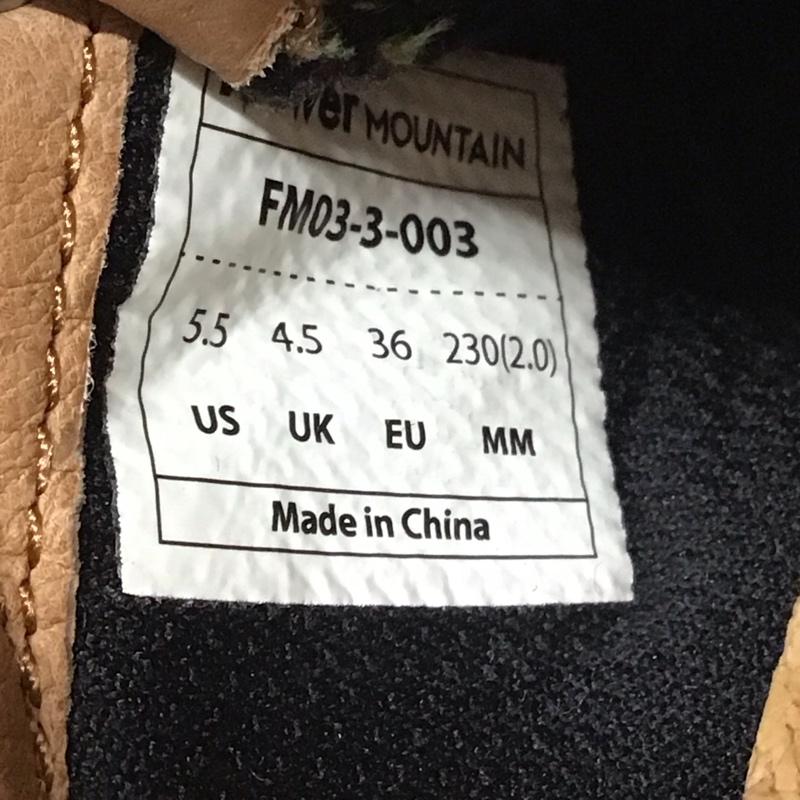 MOUNTAIN
FM03-3-003
5.5 4.5 36 230(2.0)
US UK EU MM
Made in China